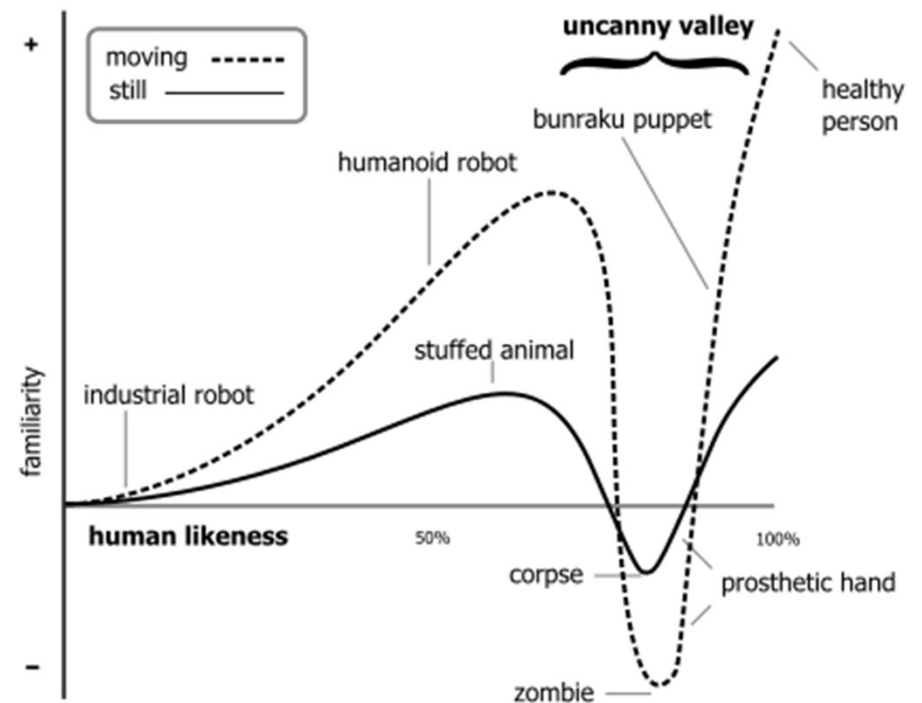 +
uncanny valley
moving
still
healthy
person
bunraku puppet
humanoid robot
stuffed animal
industrial robot
familiarity
human likeness
50%
100%
corpse
prosthetic hand
–
zombie